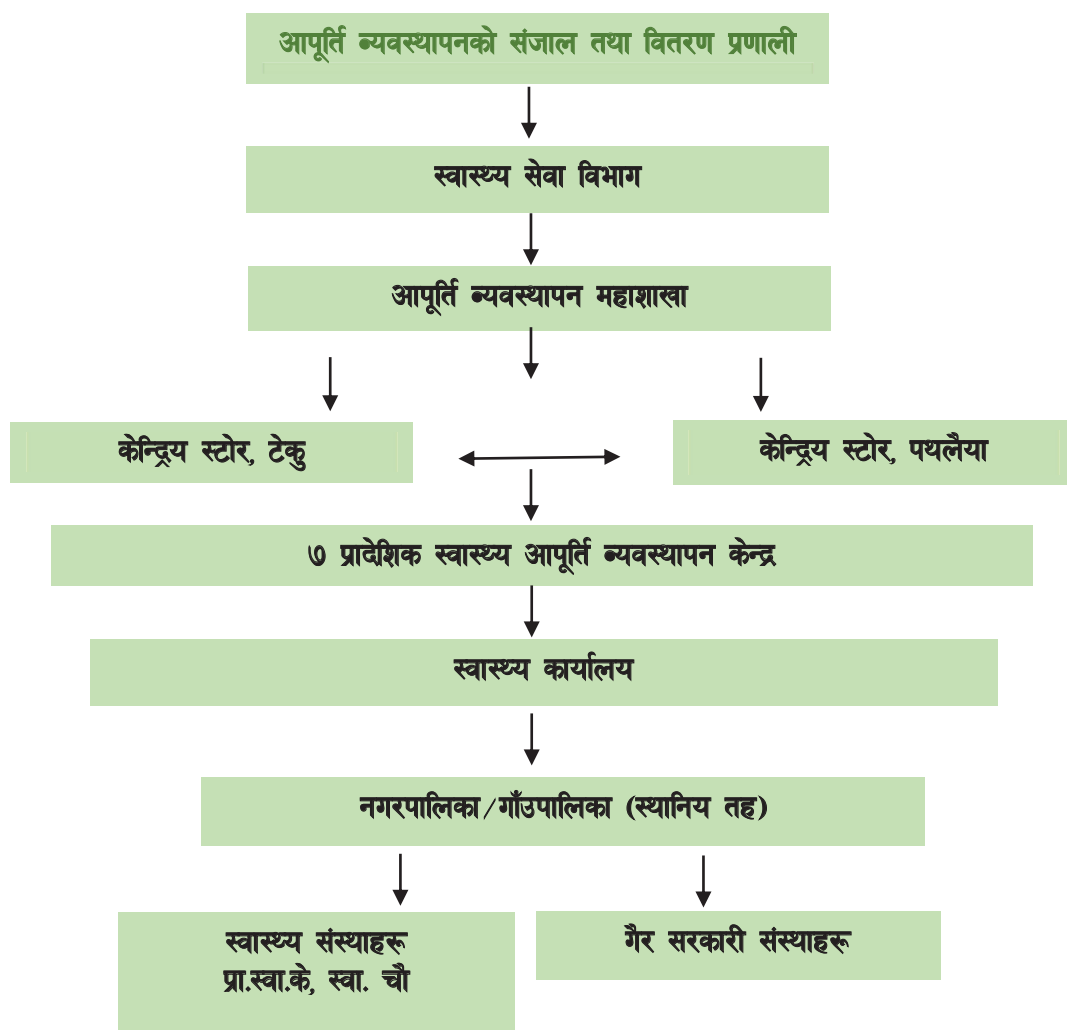 आपूर्ति ब्यवस्थापनको संजाल तथा वितरण प्रणाली
स्वास्थ्य सेवा विभाग
आपूर्ति ब्यवस्थापन महाशाखा
केन्द्रिय स्टोर, टेकु
केन्द्रिय स्टोर, पथलैया
७ प्रादेशिक स्वास्थ्य आपूर्ति ब्यवस्थापन केन्द्र
स्वास्थ्य कार्यालय
नगरपालिका/गाँउपालिका (स्थानिय तह)
स्वास्थ्य संस्थाहरू
प्रा.स्वा.के, स्वा. चौ
गैर सरकारी संस्थाहरू